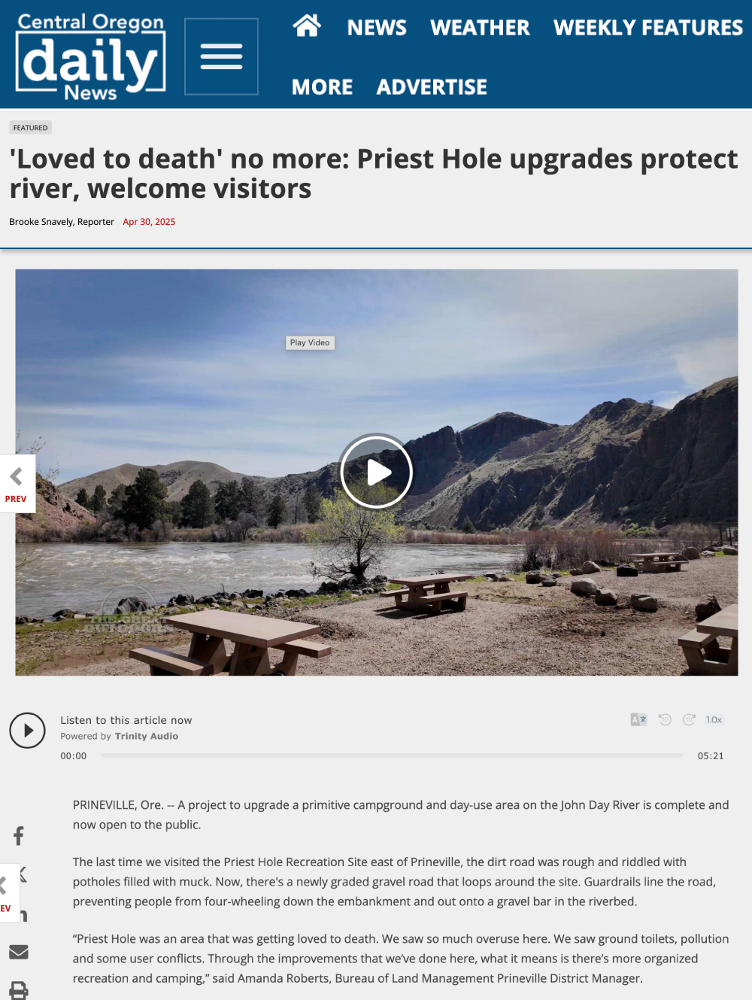 Central Oregon
daily
News
NEWS WEATHER WEEKLY FEATURES
MORE ADVERTISE
FEATURED
'Loved to death' no more: Priest Hole upgrades protect
river, welcome visitors
Brooke Snavely, Reporter Apr 30, 2025
Play Video
PREV
THE GREAT
OUTDOORS
Listen to this article now
Powered by Trinity Audio
00:00
05:21
10
10
1.0x
PRINEVILLE, Ore. -- A project to upgrade a primitive campground and day-use area on the John Day River is complete and
now open to the public.
The last time we visited the Priest Hole Recreation Site east of Prineville, the dirt road was rough and riddled with
potholes filled with muck. Now, there's a newly graded gravel road that loops around the site. Guardrails line the road,
preventing people from four-wheeling down the embankment and out onto a gravel bar in the riverbed.
EV
“Priest Hole was an area that was getting loved to death. We saw so much overuse here. We saw ground toilets, pollution
and some user conflicts. Through the improvements that we’ve done here, what it means is there’s more organized
recreation and camping,” said Amanda Roberts, Bureau of Land Management Prineville District Manager.